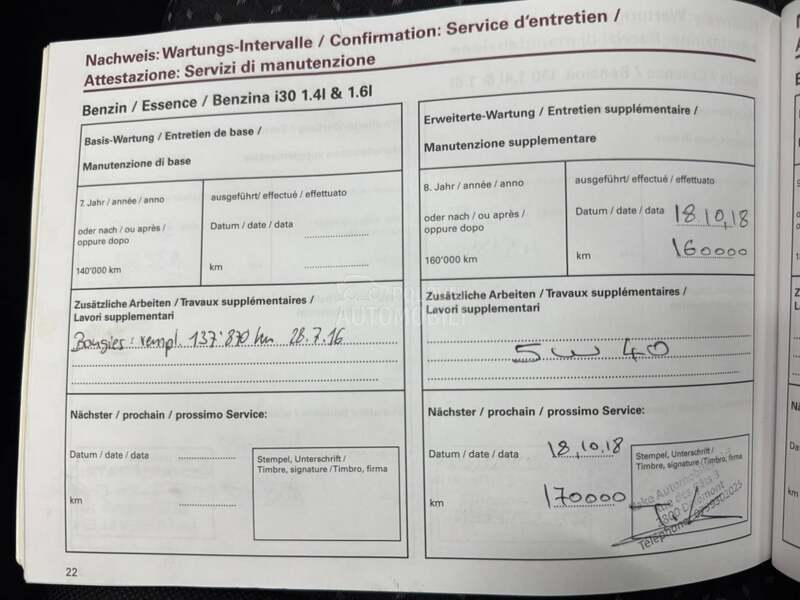 Nachweis: Wartungs-Intervalle / Confirmation: Service d'entretien /
Attestazione: Servizi di manutenzione
Benzin / Essence / Benzina i30 1.4l & 1.6l
Basis-Wartung / Entretien de base /
Manutenzione di base
7. Jahr / année / anno
oder nach / ou après /
oppure dopo
140'000 km
ausgeführt/ effectué / effettuato
Datum / date / data
km
Zusätzliche Arbeiten / Travaux supplémentaires /
Lavori supplementari
Bougies: rempl. 137'870 km 28.7.16
Nächster / prochain / prossimo Service:
Datum / date / data
km
Stempel, Unterschrift /
Timbre, signature / Timbro, firma
22
Erweiterte-Wartung / Entretien supplémentaire /
Manutenzione supplementare
8. Jahr / année / anno
oder nach / ou après /
oppure dopo
160'000 km
ausgeführt/ effectué / effettuato
Datum / date / data 18.10.18
km 160000
Zusätzliche Arbeiten / Travaux supplémentaires /
Lavori supplementari
5W40
Nächster / prochain / prossimo Service:
Datum / date / data 18.10.18
km 170000
Stempel, Unterschrift /
Timbre, signature / Timbro, firma
AUTOMOBILI